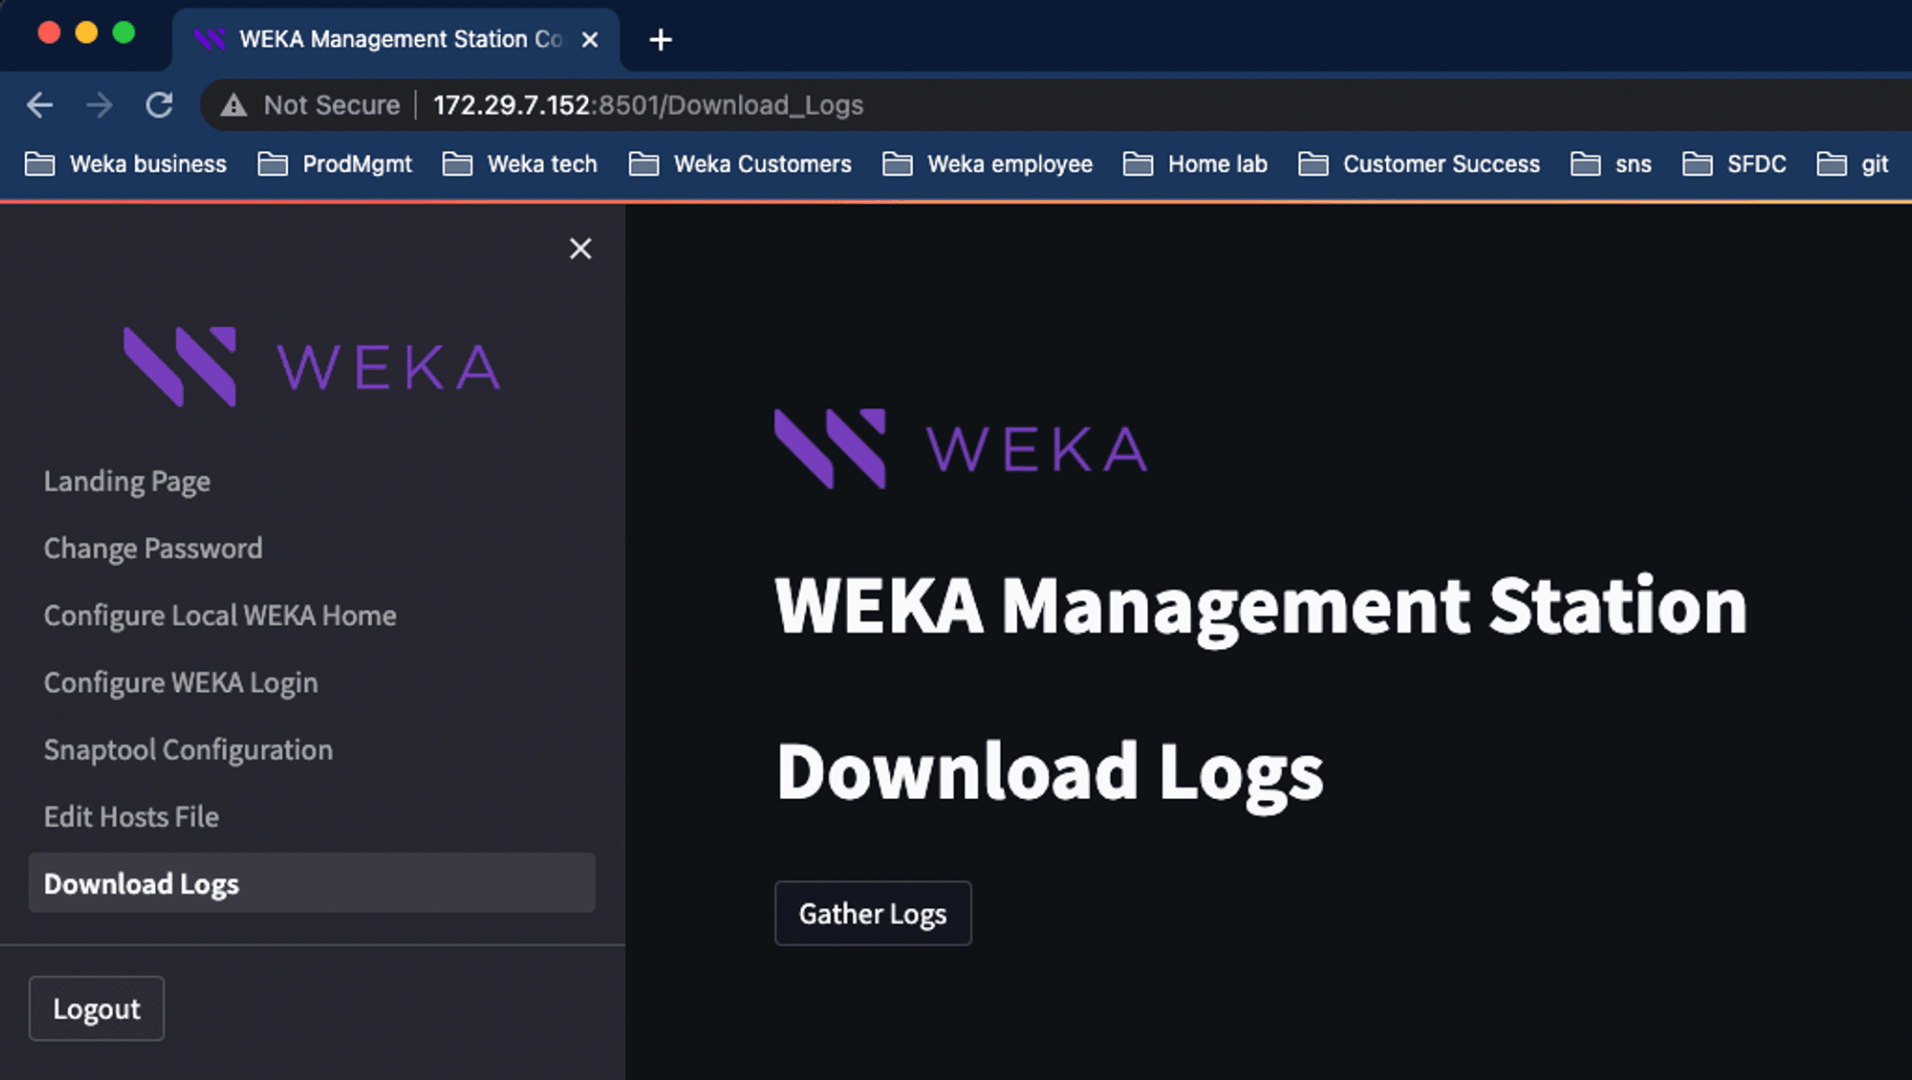 WEKA Management Station Co
Not Secure 172.29.7.152:8501/Download_Logs
Weka business ProdMgmt Weka tech Weka Customers Weka employee Home lab Customer Success sns SFDC git
WEKA
Landing Page
Change Password
Configure Local WEKA Home
Configure WEKA Login
Snaptool Configuration
Edit Hosts File
Download Logs
Logout
WEKA
WEKA Management Station
Download Logs
Gather Logs